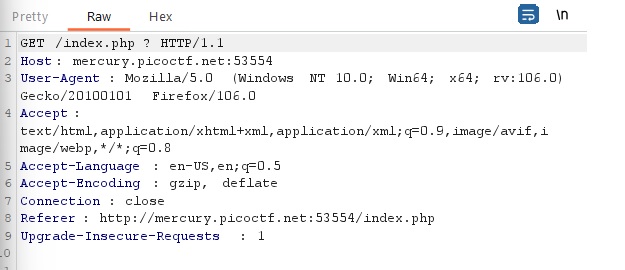 Pretty Raw Hex \n
1 GET /index.php ? HTTP/1.1
2 Host : mercury.picoctf.net:53554
3 User-Agent : Mozilla/5.0 (Windows NT 10.0; Win64; x64; rv:106.0)
Gecko/20100101 Firefox/106.0
4 Accept :
text/html,application/xhtml+xml,application/xml;q=0.9,image/avif,i
mage/webp,*/*;q=0.8
5 Accept-Language : en-US,en;q=0.5
6 Accept-Encoding : gzip, deflate
7 Connection : close
8 Referer : http://mercury.picoctf.net:53554/index.php
9 Upgrade-Insecure-Requests : 1
10